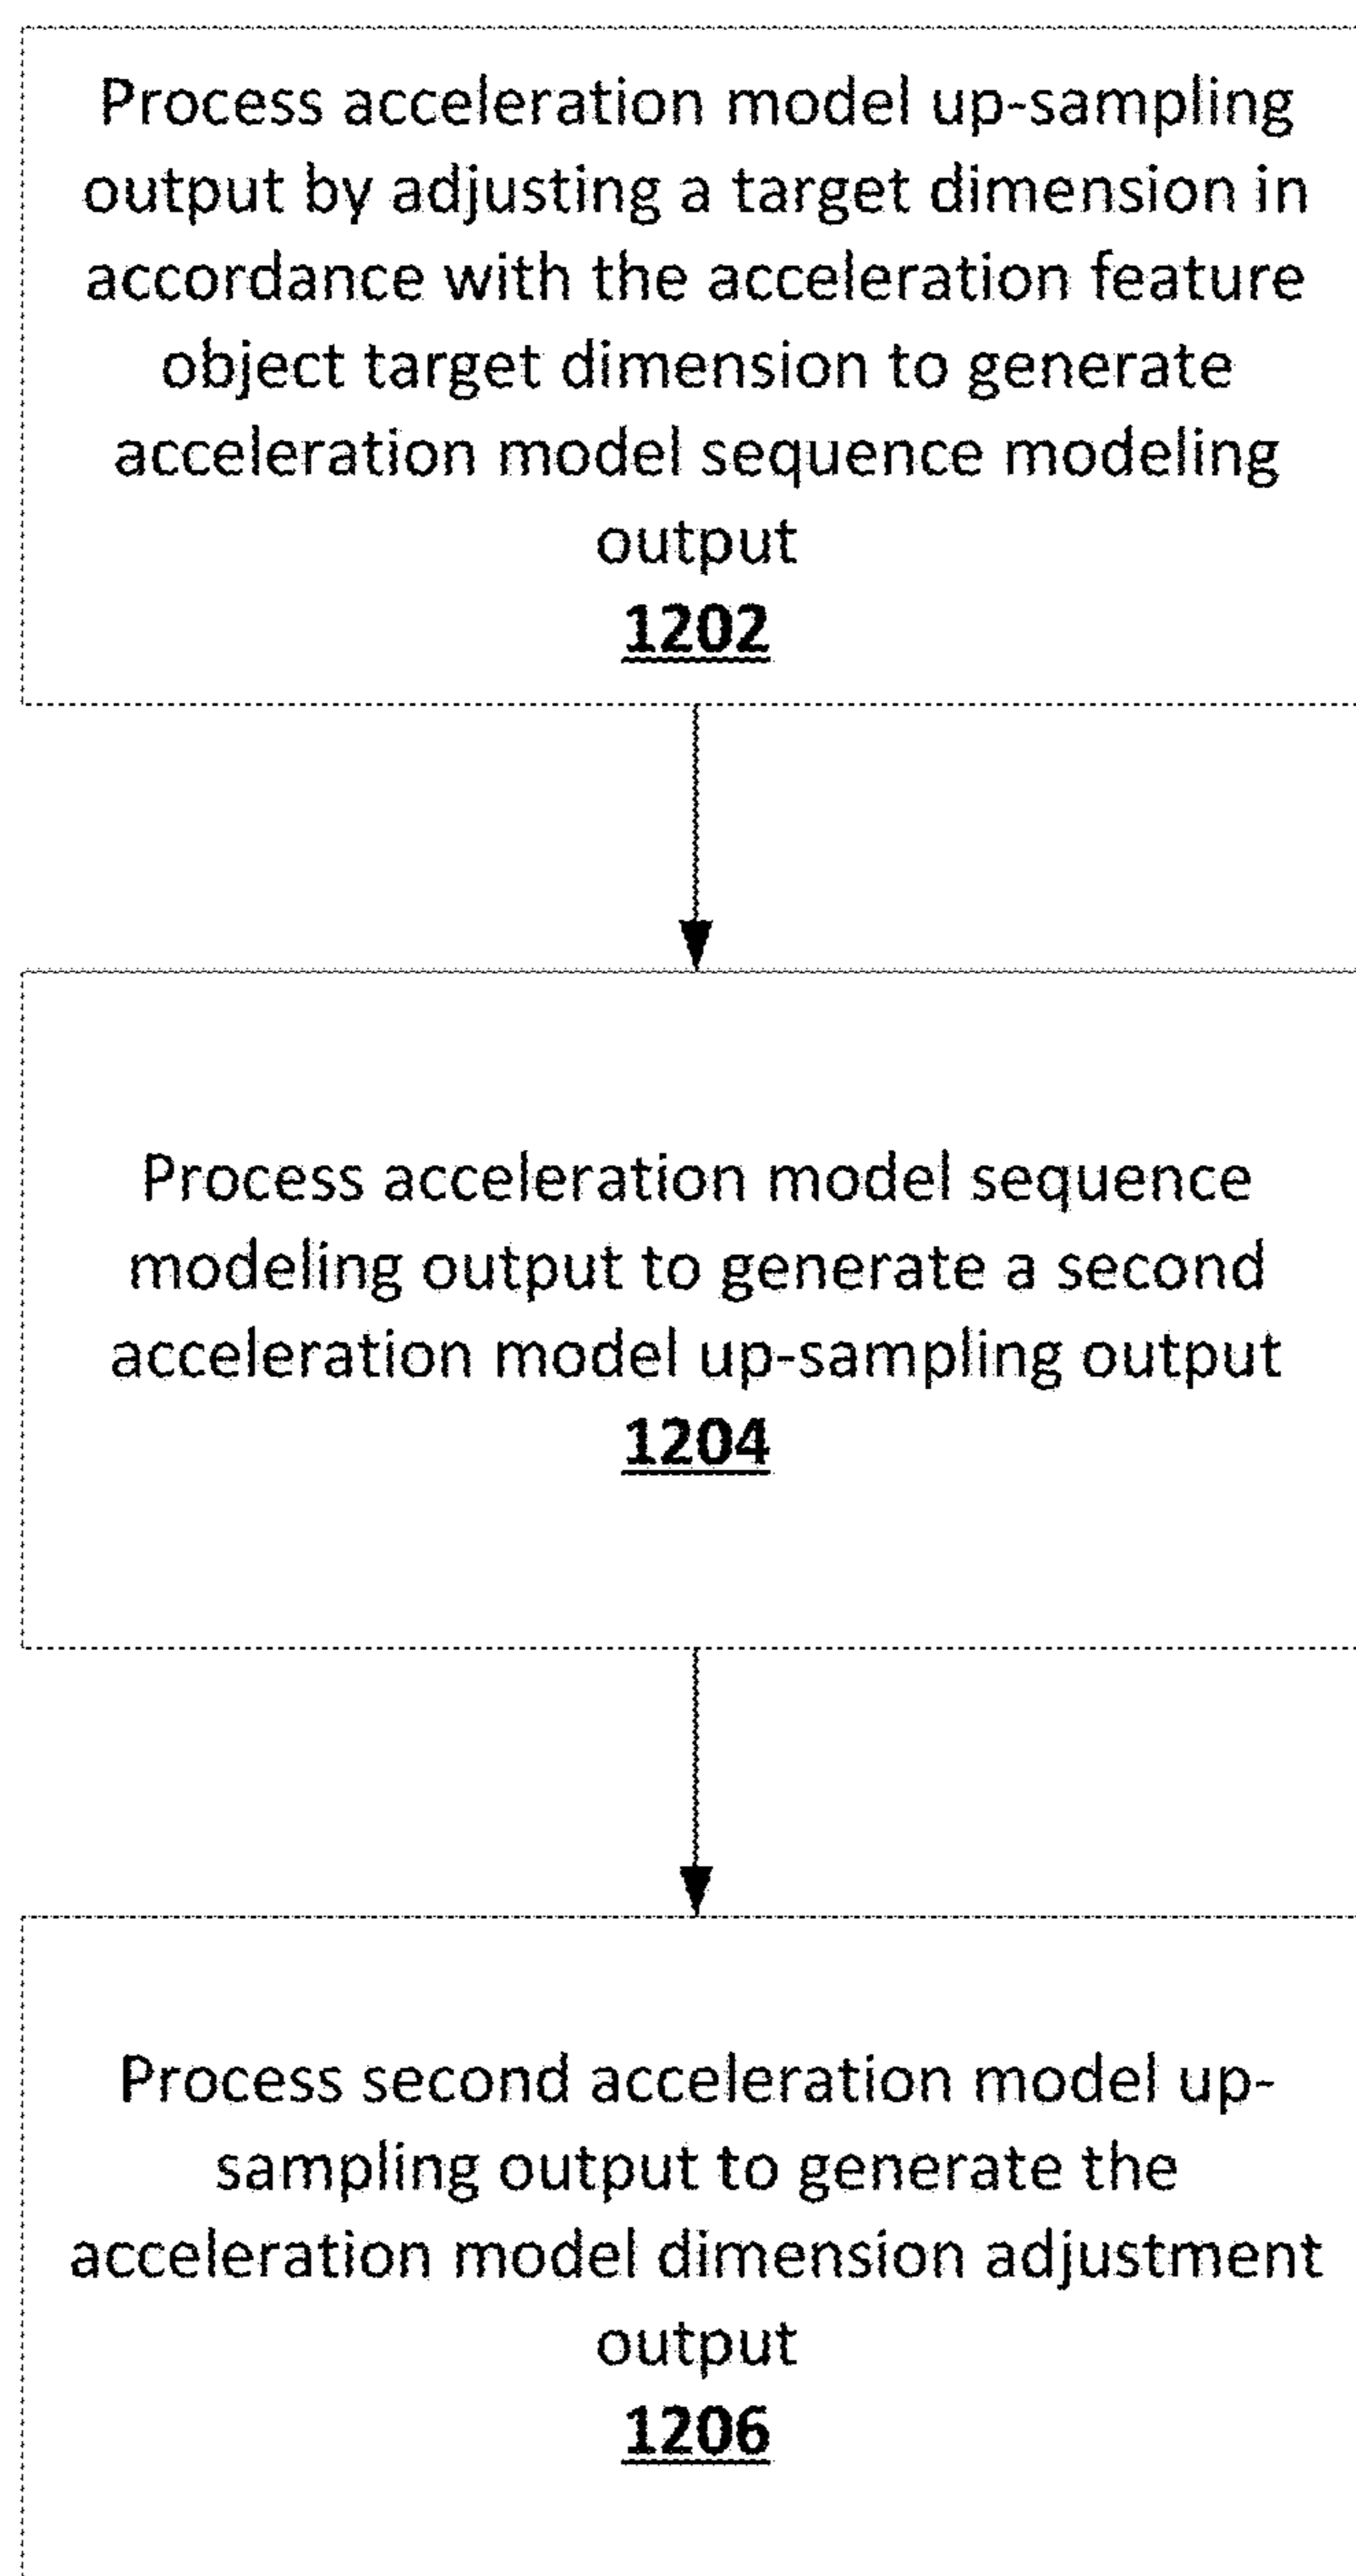 Process acceleration model up-sampling
output by adjusting a target dimension in
accordance with the acceleration feature
object target dimension to generate
acceleration model sequence modeling
output
1202
Process acceleration model sequence
modeling output to generate a second
acceleration model up-sampling output
1204
Process second acceleration model up-
sampling output to generate the
acceleration model dimension adjustment
output
1206